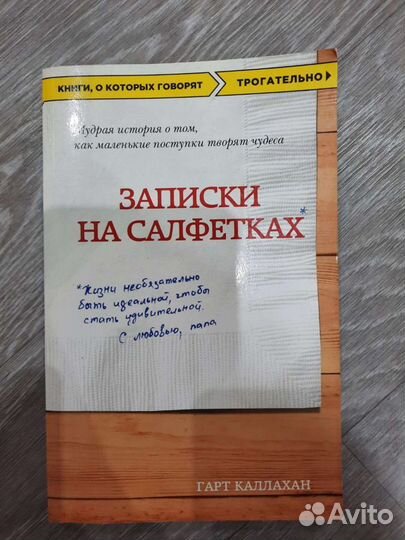 КНИГИ, О КОТОРЫХ ГОВОРЯТ
ТРОГАТЕЛЬНО
Мудрая история о том,
как маленькие поступки творят чудеса
ЗАПИСКИ
НА САЛФЕТКАХ*
*Жизни необязательно
быть идеальной, чтобы
стать удивительной.
С любовью, папа
ГАРТ КАЛЛАХАН
Avito